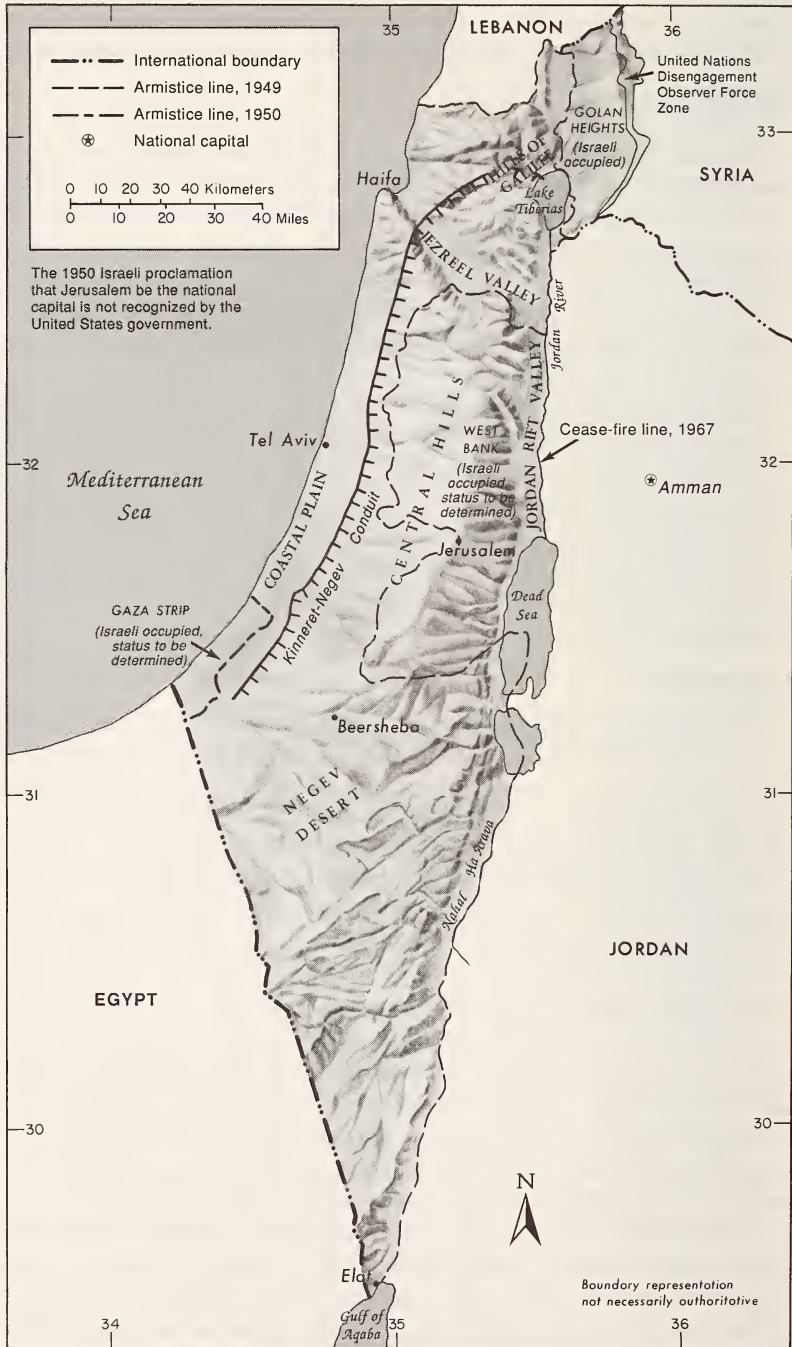 35
36
LEBANON
International boundary
Armistice line, 1949
Armistice line, 1950
National capital
0 10 20 30 40 Kilometers
0 10 20 30 40 Miles
The 1950 Israeli proclamation
that Jerusalem be the national
capital is not recognized by the
United States government.
United Nations
Disengagement
Observer Force
Zone
GOLAN
HEIGHTS
(Israeli
occupied)
33
SYRIA
HILLS OF
GALILEE
Haifa
Lake
Tiberias
JEZREEL VALLEY
Jordan River
JORDAN RIFT VALLEY
Cease-fire line, 1967
CENTRAL HILLS
WEST
BANK
(Israeli
occupied,
status to be
determined)
Tel Aviv
32
32
Mediterranean
Sea
Amman
COASTAL PLAIN
Kinneret-Negev Conduit
Jerusalem
Dead
Sea
GAZA STRIP
(Israeli occupied,
status to be
determined)
Beersheba
31
31
NEGEV
DESERT
Nahal Ha Arava
JORDAN
EGYPT
30
30
N
Elat
Gulf of
Aqaba
Boundary representation
not necessarily authoritative
34
35
36